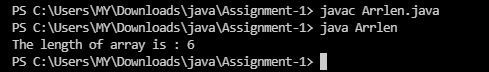 PS C:\Users\MY\Downloads\java\Assignment-1> javac Arrlen.java
PS C:\Users\MY\Downloads\java\Assignment-1> java Arrlen
The length of array is : 6
PS C:\Users\MY\Downloads\java\Assignment-1>